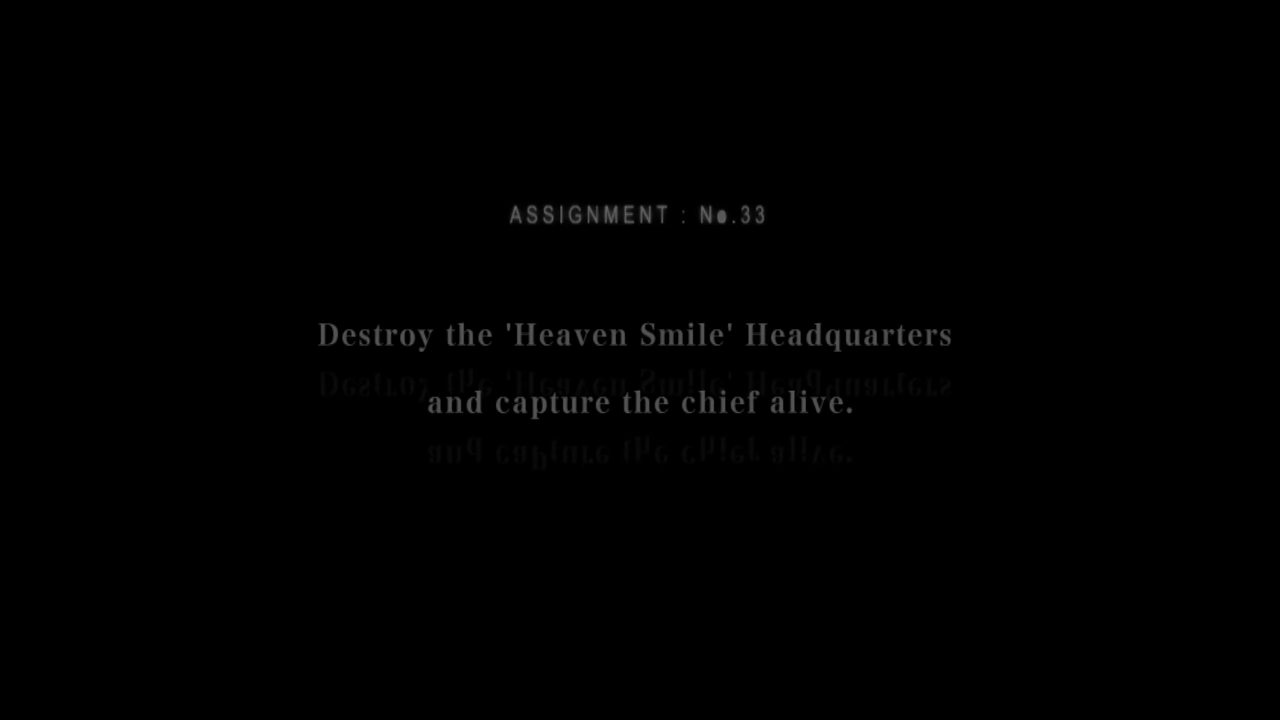 ASSIGNMENT : No.33
Destroy the 'Heaven Smile' Headquarters
and capture the chief alive.